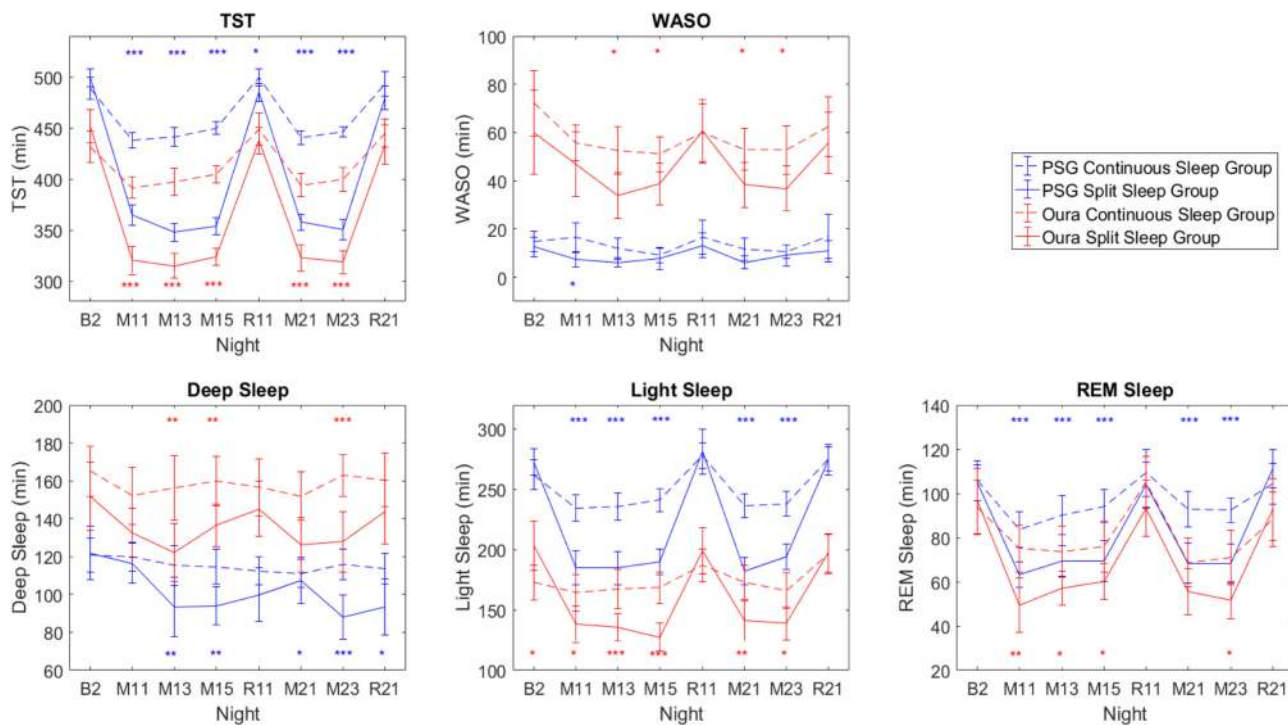 TST
*** *** *** * *** ***
500
450
400
350
300
TST (min)
*** *** *** *** ***
B2 M11 M13 M15 R11 M21 M23 R21
Night
WASO
* * * *
100
80
60
40
20
0
WASO (min)
*
B2 M11 M13 M15 R11 M21 M23 R21
Night
PSG Continuous Sleep Group
PSG Split Sleep Group
Oura Continuous Sleep Group
Oura Split Sleep Group
Deep Sleep
** ** ***
200
180
160
140
120
100
80
60
Deep Sleep (min)
** ** * *** *
B2 M11 M13 M15 R11 M21 M23 R21
Night
Light Sleep
*** *** *** *** ***
300
250
200
150
100
Light Sleep (min)
* * *** *** ** *
B2 M11 M13 M15 R11 M21 M23 R21
Night
REM Sleep
*** *** *** *** ***
140
120
100
80
60
40
20
REM Sleep (min)
** * * *
B2 M11 M13 M15 R11 M21 M23 R21
Night